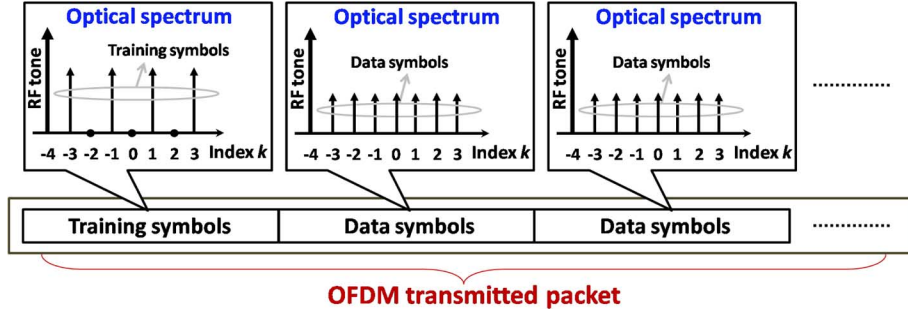 Optical spectrum
Training symbols
RF tone
-4 -3 -2 -1 0 1 2 3 Index k
Optical spectrum
Data symbols
RF tone
-4 -3 -2 -1 0 1 2 3 Index k
Optical spectrum
Data symbols
RF tone
-4 -3 -2 -1 0 1 2 3 Index k
Training symbols Data symbols Data symbols
OFDM transmitted packet